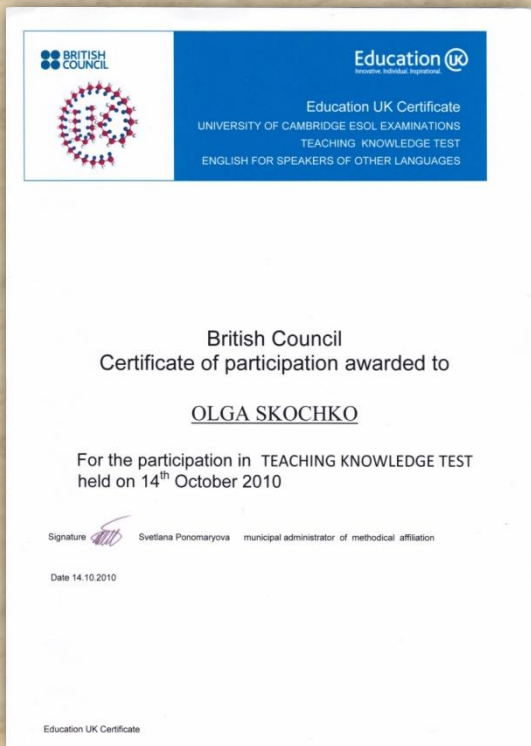 BRITISH
COUNCIL
Education UK
Innovative. Individual. Inspirational.
Education UK Certificate
UNIVERSITY OF CAMBRIDGE ESOL EXAMINATIONS
TEACHING KNOWLEDGE TEST
ENGLISH FOR SPEAKERS OF OTHER LANGUAGES
British Council
Certificate of participation awarded to
OLGA SKOCHKO
For the participation in TEACHING KNOWLEDGE TEST
held on 14th October 2010
Signature Svetlana Ponomaryova municipal administrator of methodical affiliation
Date 14.10.2010
Education UK Certificate